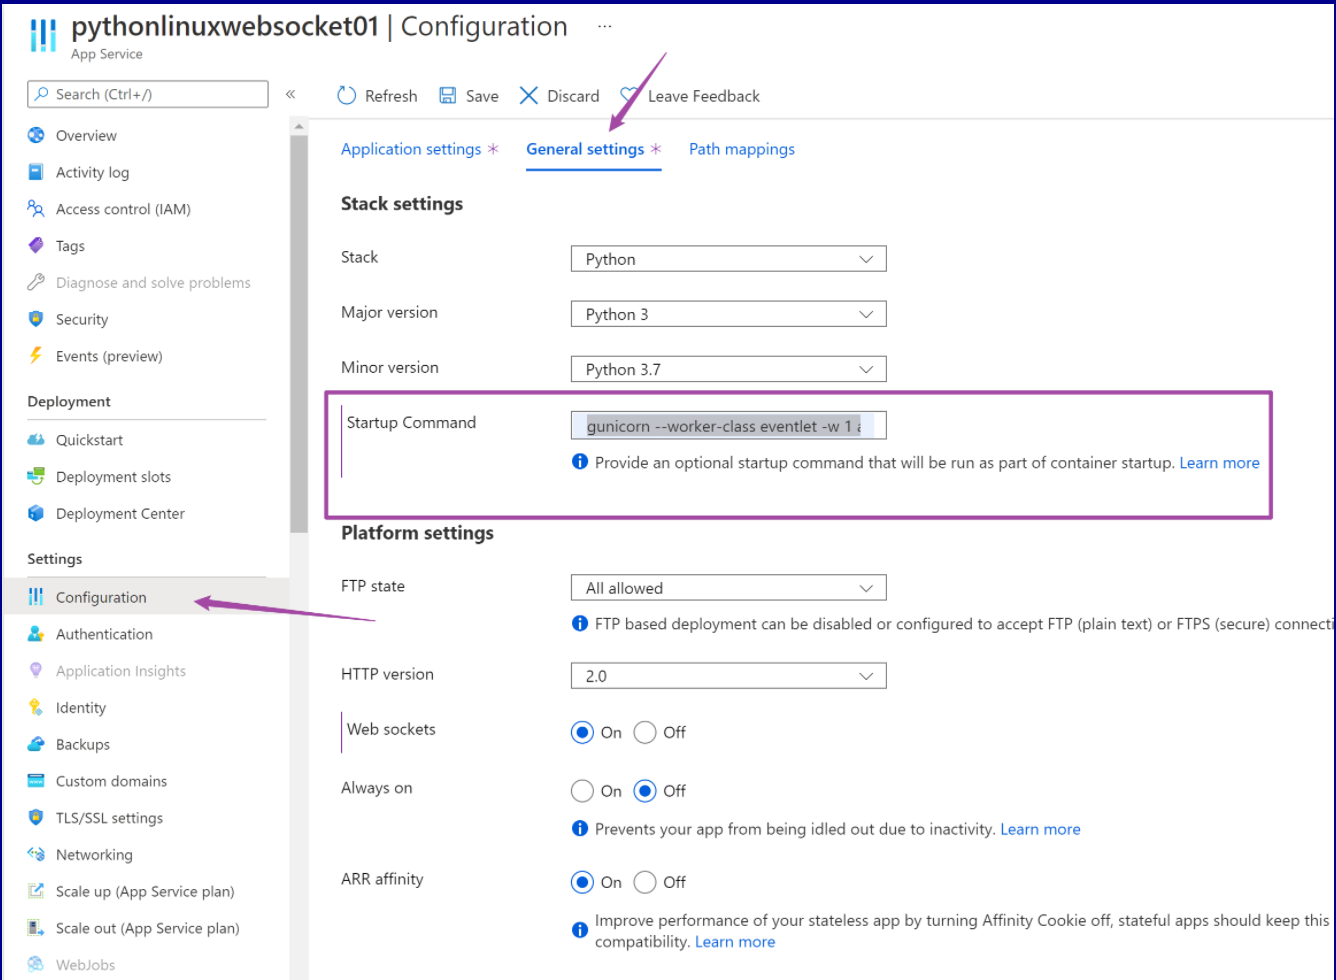 pythonlinuxwebsocket01 | Configuration ...
App Service
Search (Ctrl+/)
«
Refresh Save Discard Leave Feedback
Overview
Activity log
Access control (IAM)
Tags
Diagnose and solve problems
Security
Events (preview)
Deployment
Quickstart
Deployment slots
Deployment Center
Settings
Configuration
Authentication
Application Insights
Identity
Backups
Custom domains
TLS/SSL settings
Networking
Scale up (App Service plan)
Scale out (App Service plan)
WebJobs
Application settings * General settings * Path mappings
Stack settings
Stack Python
Major version Python 3
Minor version Python 3.7
Startup Command gunicorn --worker-class eventlet -w 1
Provide an optional startup command that will be run as part of container startup. Learn more
Platform settings
FTP state All allowed
FTP based deployment can be disabled or configured to accept FTP (plain text) or FTPS (secure) connecti
HTTP version 2.0
Web sockets On Off
Always on On Off
Prevents your app from being idled out due to inactivity. Learn more
ARR affinity On Off
Improve performance of your stateless app by turning Affinity Cookie off, stateful apps should keep this
compatibility. Learn more